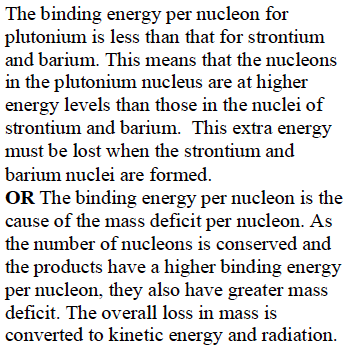 The binding energy per nucleon for
plutonium is less than that for strontium
and barium. This means that the nucleons
in the plutonium nucleus are at higher
energy levels than those in the nuclei of
strontium and barium.  This extra energy
must be lost when the strontium and
barium nuclei are formed.
OR The binding energy per nucleon is the
cause of the mass deficit per nucleon. As
the number of nucleons is conserved and
the products have a higher binding energy
per nucleon, they also have greater mass
deficit. The overall loss in mass is
converted to kinetic energy and radiation.